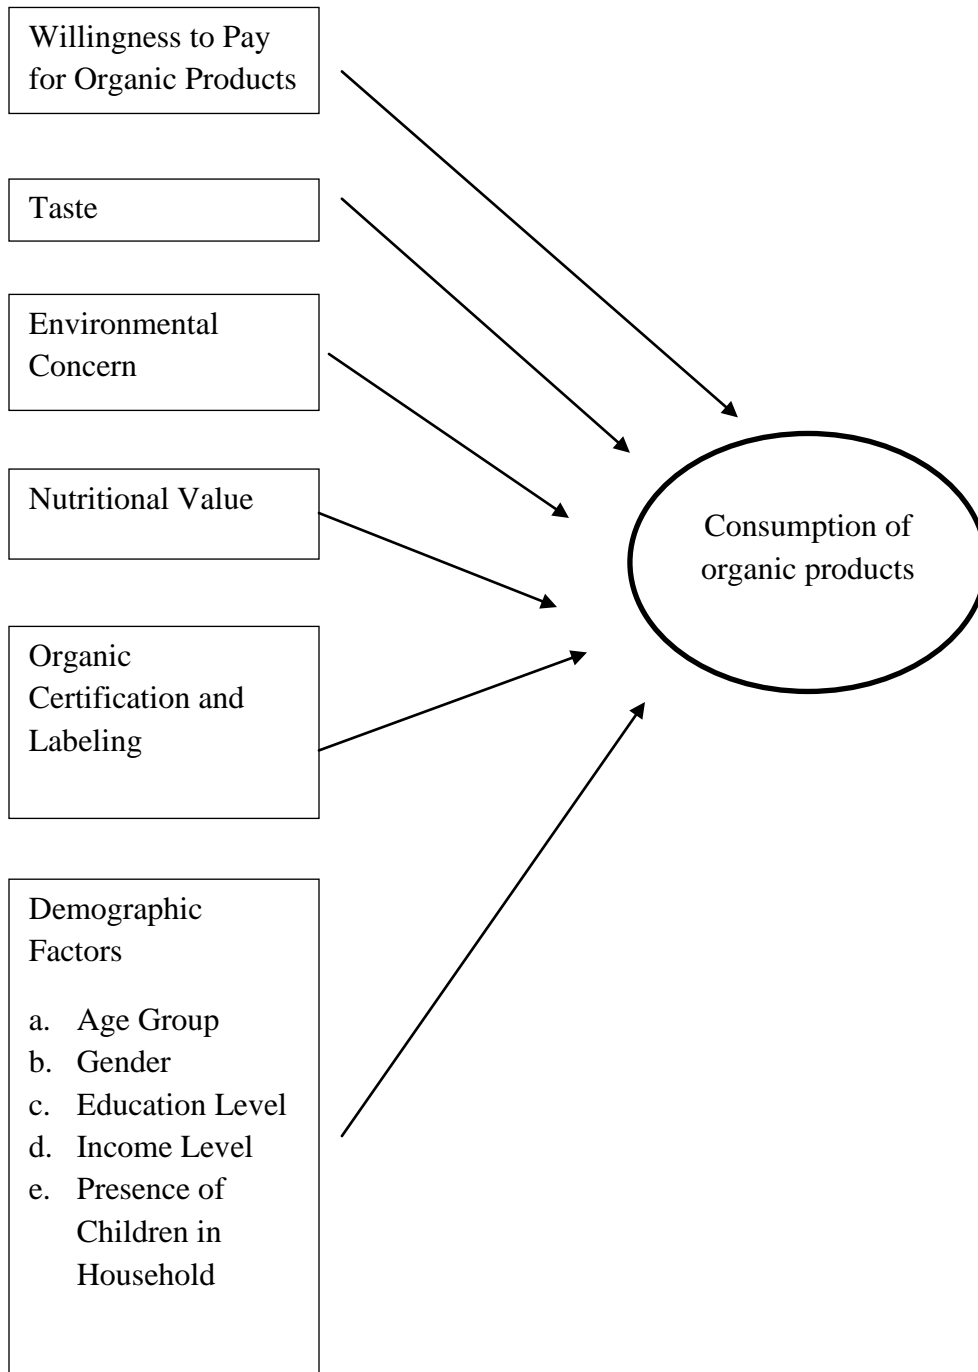 Willingness to Pay
for Organic Products
Taste
Environmental
Concern
Nutritional Value
Organic
Certification and
Labeling
Demographic
Factors
a. Age Group
b. Gender
c. Education Level
d. Income Level
e. Presence of
Children in
Household
Consumption of
organic products